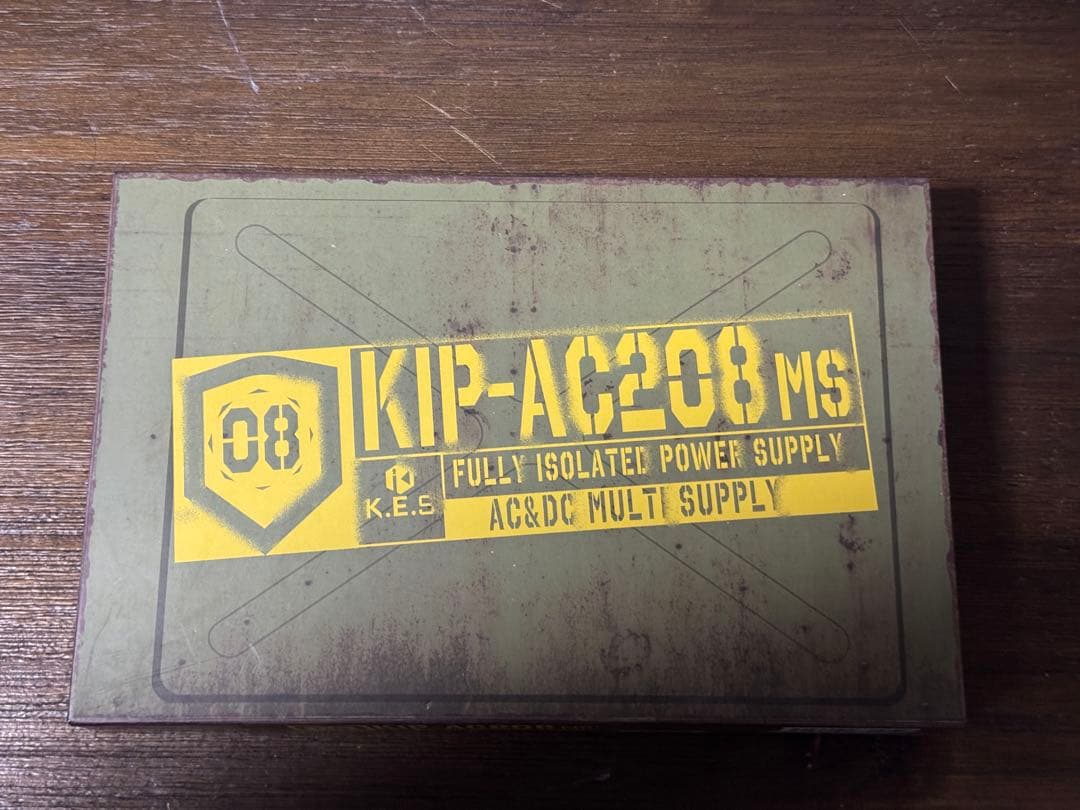 08
KIP-AC208 MS
K.E.S
FULLY ISOLATED POWER SUPPLY
AC&DC MULTI SUPPLY